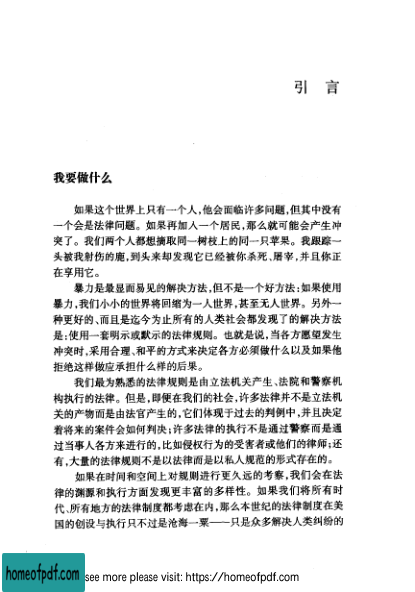 引 言
我要做什么
如果这个世界上只有一个人,他会面临许多问题,但其中没有
一个会是法律问题。如果再加入一个居民,那么就可能会产生冲
突了。我们两个人都想摘取同一树枝上的同一只苹果。我跟踪一
头被我射伤的鹿,到头来却发现它已经被你杀死、屠宰,并且你正
在享用它。
暴力是最显而易见的解决方法,但不是一个好方法;如果使用
暴力,我们小小的世界将回缩为一人世界,甚至无人世界。另外一
种更好的、而且是迄今为止所有的人类社会都发现了的解决方法
是:使用一套明示或默示的法律规则。也就是说,当各方愿望发生
冲突时,采用合理、和平的方式来决定各方必须做什么以及如果他
拒绝这样做应承担什么样的后果。
我们最为熟悉的法律规则是由立法机关产生、法院和警察机
构执行的法律。但是,即便在我们的社会,许多法律并不是立法机
关的产物而是由法官产生的,它们体现于过去的判例中,并且决定
着将来的案件会如何判决;许多法律的执行不是通过警察而是通
过当事人各方来进行的,比如侵权行为的受害者或他们的律师;还
有,大量的法律规则不是以法律而是以私人规范的形式存在的。
如果在时间和空间上对规则进行更久远的考察,我们会在法
律的渊源和执行方面发现更丰富的多样性。如果我们将所有时
代、所有地方的法律制度都考虑在内,那么本世纪的法律制度在美
国的创设与执行只不过是沧海一粟——只是众多解决人类纠纷的
homeofpdf.com
see more please visit: https://homeofpdf.com